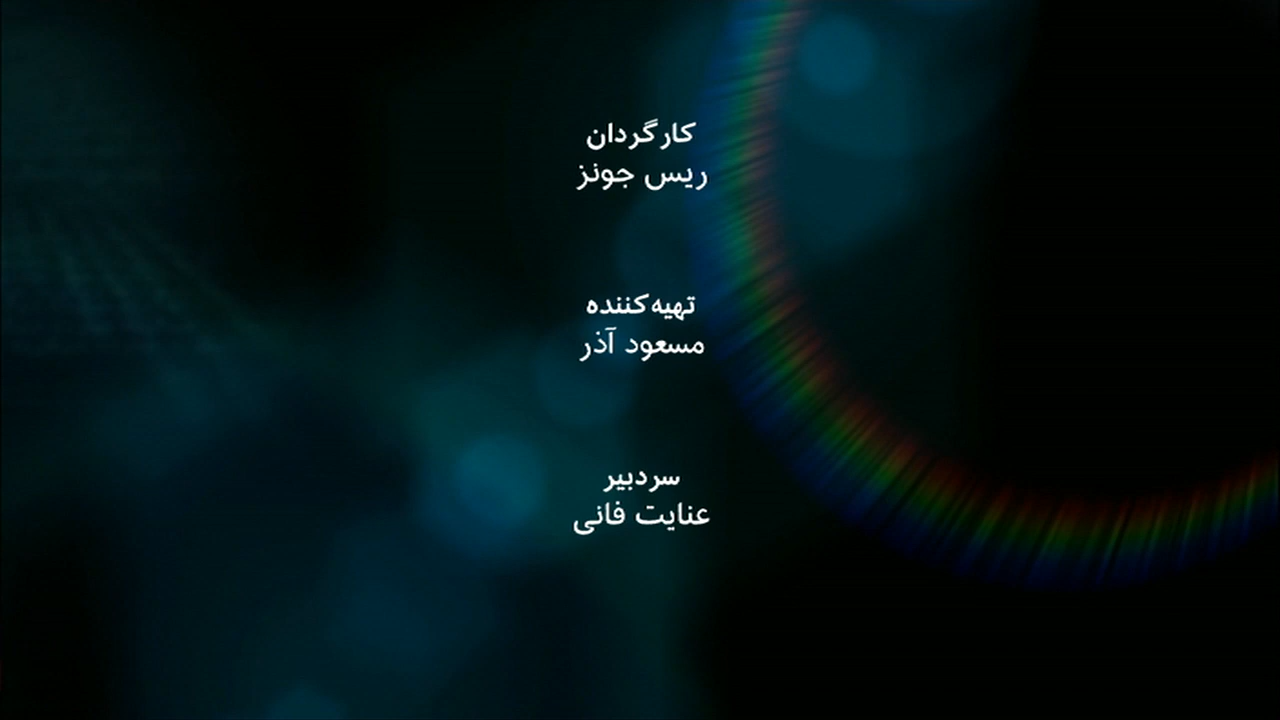 کارگردان
ریس جونز
تهیه‌کننده
مسعود آذر
سردبیر
عنایت فانی